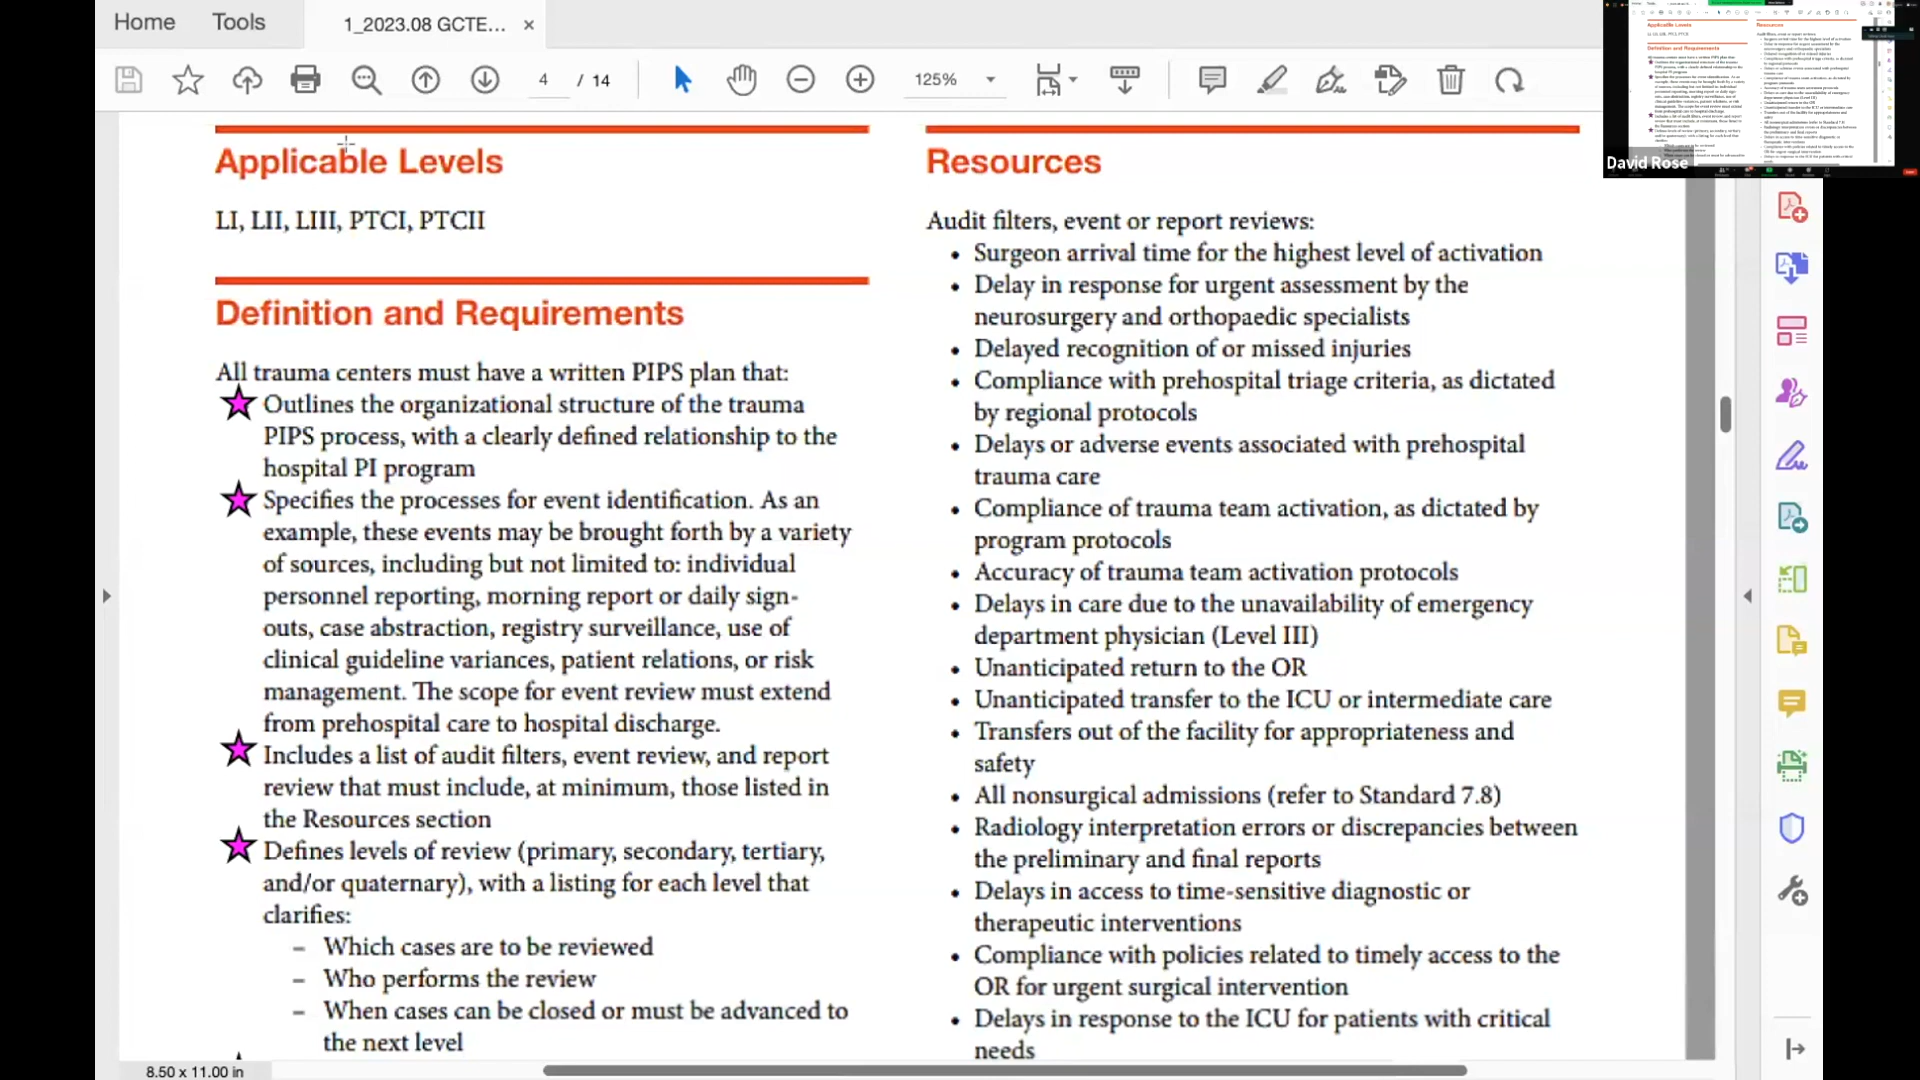 Home
Tools
1_2023.08 GCTE...
4 / 14
125%
David Rose
Applicable Levels
LI, LII, LIII, PTCI, PTCII
Definition and Requirements
All trauma centers must have a written PIPS plan that:
Outlines the organizational structure of the trauma
PIPS process, with a clearly defined relationship to the
hospital PI program
Specifies the processes for event identification. As an
example, these events may be brought forth by a variety
of sources, including but not limited to: individual
personnel reporting, morning report or daily sign-
outs, case abstraction, registry surveillance, use of
clinical guideline variances, patient relations, or risk
management. The scope for event review must extend
from prehospital care to hospital discharge.
Includes a list of audit filters, event review, and report
review that must include, at minimum, those listed in
the Resources section
Defines levels of review (primary, secondary, tertiary,
and/or quaternary), with a listing for each level that
clarifies:
– Which cases are to be reviewed
– Who performs the review
– When cases can be closed or must be advanced to
the next level
Resources
Audit filters, event or report reviews:
• Surgeon arrival time for the highest level of activation
• Delay in response for urgent assessment by the
neurosurgery and orthopaedic specialists
• Delayed recognition of or missed injuries
• Compliance with prehospital triage criteria, as dictated
by regional protocols
• Delays or adverse events associated with prehospital
trauma care
• Compliance of trauma team activation, as dictated by
program protocols
• Accuracy of trauma team activation protocols
• Delays in care due to the unavailability of emergency
department physician (Level III)
• Unanticipated return to the OR
• Unanticipated transfer to the ICU or intermediate care
• Transfers out of the facility for appropriateness and
safety
• All nonsurgical admissions (refer to Standard 7.8)
• Radiology interpretation errors or discrepancies between
the preliminary and final reports
• Delays in access to time-sensitive diagnostic or
therapeutic interventions
• Compliance with policies related to timely access to the
OR for urgent surgical intervention
• Delays in response to the ICU for patients with critical
needs
8.50 x 11.00 in